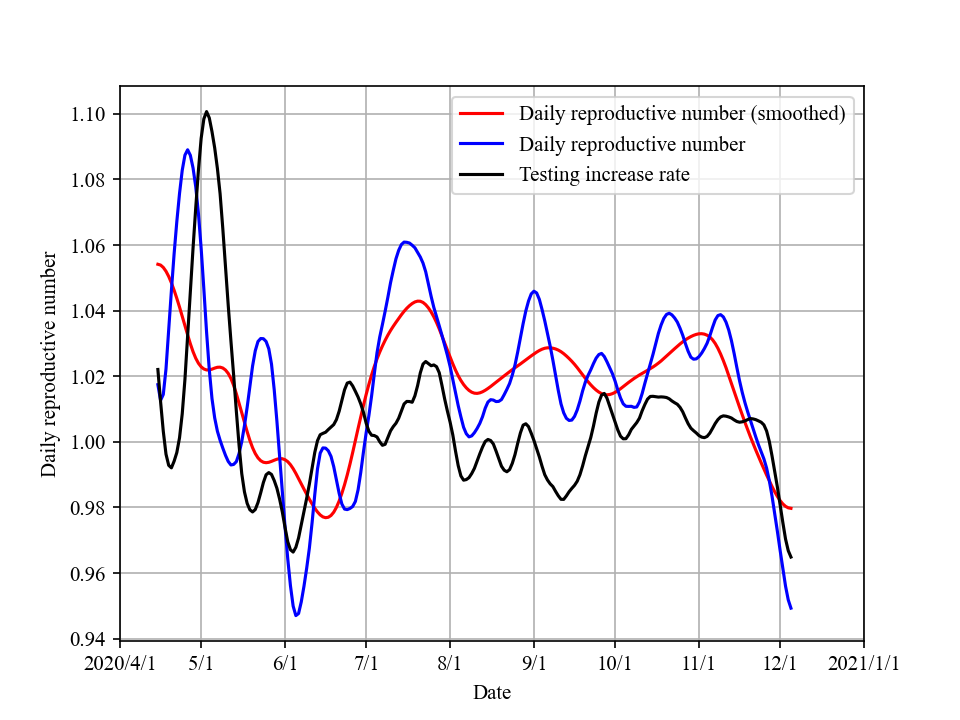 Daily reproductive number (smoothed)
Daily reproductive number
Testing increase rate
Daily reproductive number
1.10
1.08
1.06
1.04
1.02
1.00
0.98
0.96
0.94
2020/4/1 5/1 6/1 7/1 8/1 9/1 10/1 11/1 12/1 2021/1/1
Date